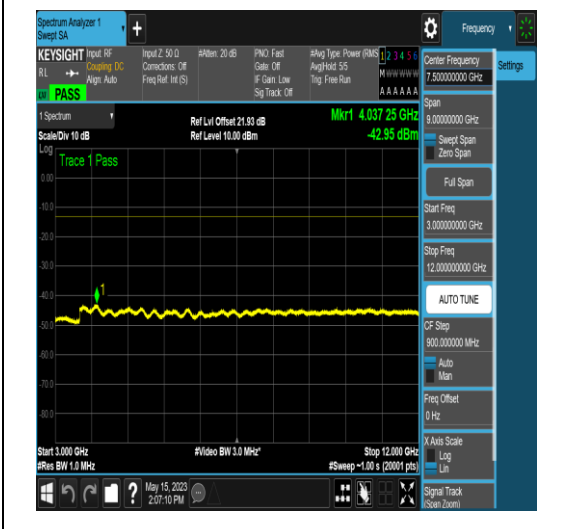 Spectrum Analyzer 1
Swept SA
+
Frequency
KEYSIGHT
RL
Input: RF
Coupling: DC
Align: Auto
Input Z: 50 Ω
Corrections: Off
Freq Ref: Int (S)
#Atten: 20 dB
PNO: Fast
Gate: Off
IF Gain: Low
Sig Track: Off
#Avg Type: Power (RMS
Avg|Hold: 5/5
Trig: Free Run
1 2 3 4 5 6
M W W W W W
A A A A A A
PASS
1 Spectrum
Scale/Div 10 dB
Ref Lvl Offset 21.93 dB
Ref Level 10.00 dBm
Mkr1 4.037 25 GHz
-42.95 dBm
Log
Trace 1 Pass
0.00
-10.0
-20.0
-30.0
-40.0
-50.0
-60.0
-70.0
-80.0
1
Start 3.000 GHz
#Res BW 1.0 MHz
#Video BW 3.0 MHz*
Stop 12.000 GHz
#Sweep ~1.00 s (20001 pts)
?
May 15, 2023
2:07:10 PM
Settings
Center Frequency
7.500000000 GHz
Span
9.00000000 GHz
Swept Span
Zero Span
Full Span
Start Freq
3.000000000 GHz
Stop Freq
12.000000000 GHz
AUTO TUNE
CF Step
900.000000 MHz
Auto
Man
Freq Offset
0 Hz
X Axis Scale
Log
Lin
Signal Track
(Span Zoom)